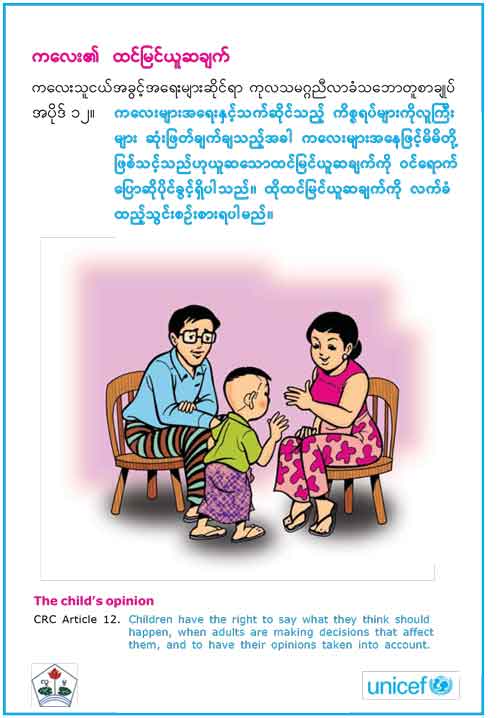 ကလေး၏ ထင်မြင်ယူဆချက်
ကလေးသူငယ်အခွင့်အရေးများဆိုင်ရာ ကုလသမဂ္ဂညီလာခံသဘောတူစာချုပ်
အပိုဒ် ၁၂။ ကလေးများအရေးနှင့်သက်ဆိုင်သည့် ကိစ္စရပ်များကိုလူကြီး
များ ဆုံးဖြတ်ချက်ချသည့်အခါ ကလေးများအနေဖြင့်မိမိတို့
ဖြစ်သင့်သည်ဟုယူဆသောထင်မြင်ယူဆချက်ကို ဝင်ရောက်
ပြောဆိုပိုင်ခွင့်ရှိပါသည်။ ထိုထင်မြင်ယူဆချက်ကို လက်ခံ
ထည့်သွင်းစဉ်းစားရပါမည်။
The child's opinion
CRC Article 12. Children have the right to say what they think should
happen, when adults are making decisions that affect
them, and to have their opinions taken into account.
unicef